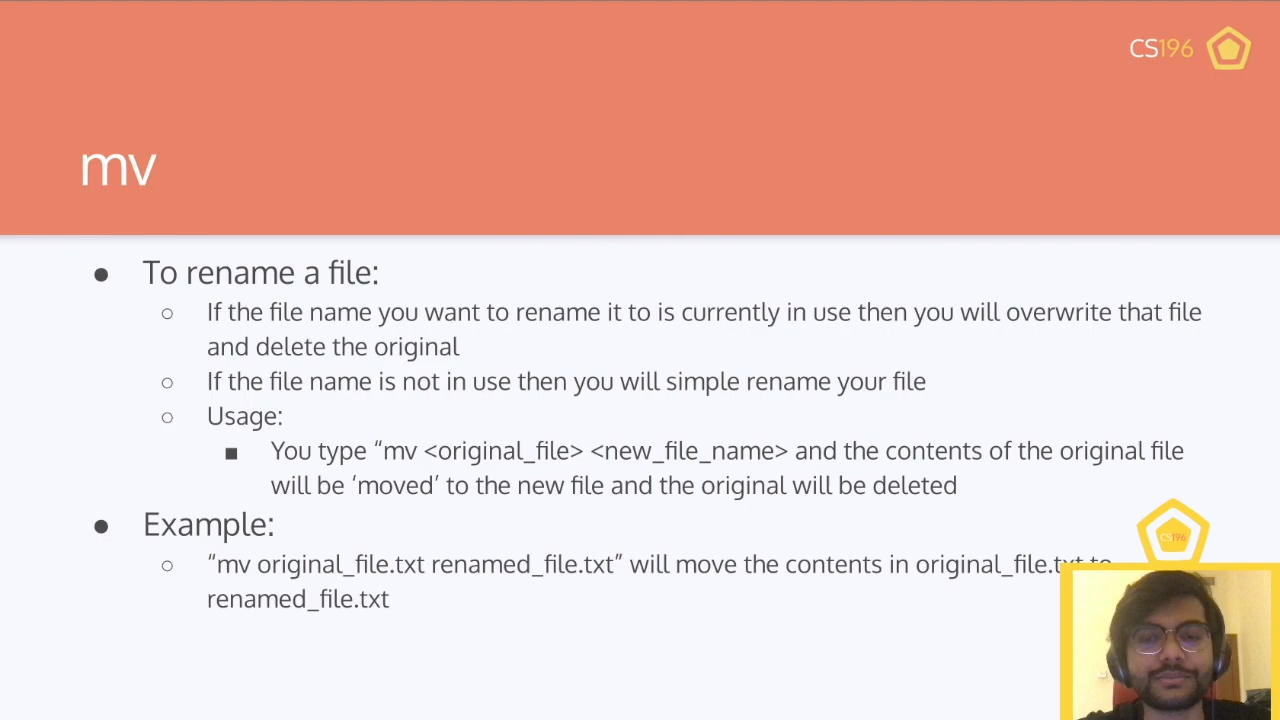 CS196
mv
● To rename a file:
○ If the file name you want to rename it to is currently in use then you will overwrite that file
and delete the original
○ If the file name is not in use then you will simple rename your file
○ Usage:
■ You type “mv <original_file> <new_file_name> and the contents of the original file
will be ‘moved’ to the new file and the original will be deleted
● Example:
○ “mv original_file.txt renamed_file.txt” will move the contents in original_file.txt to
renamed_file.txt
CS196